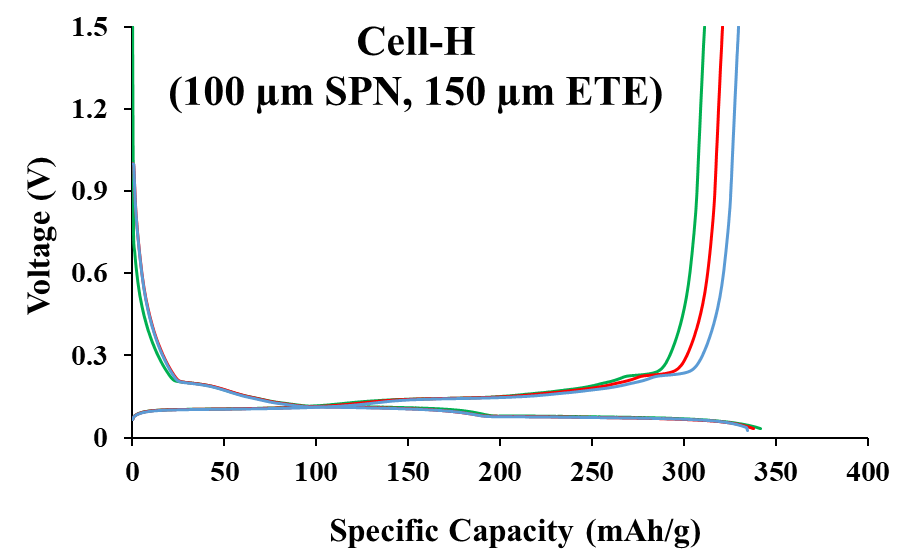 Cell-H
(100 μm SPN, 150 μm ETE)
Voltage (V)
1.5
1.2
0.9
0.6
0.3
0
0 50 100 150 200 250 300 350 400
Specific Capacity (mAh/g)